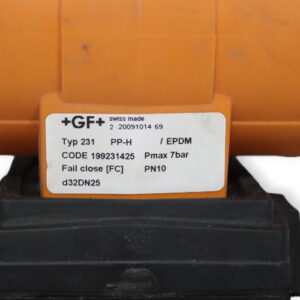 +GF+ swiss made
2 20091014 69
Typ 231 PP-H / EPDM
CODE 199231425 Pmax 7bar
Fail close [FC] PN10
d32DN25